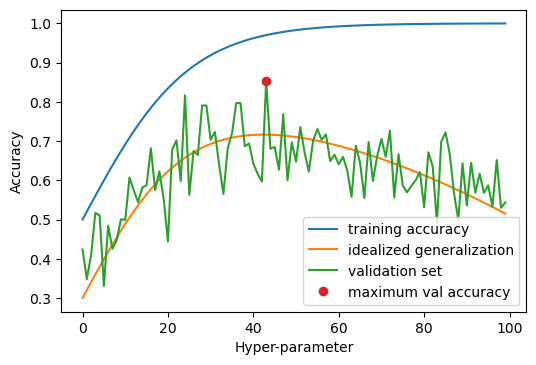 1.0
0.9
0.8
0.7
0.6
0.5
0.4
0.3
Accuracy
training accuracy
idealized generalization
validation set
maximum val accuracy
0 20 40 60 80 100
Hyper-parameter